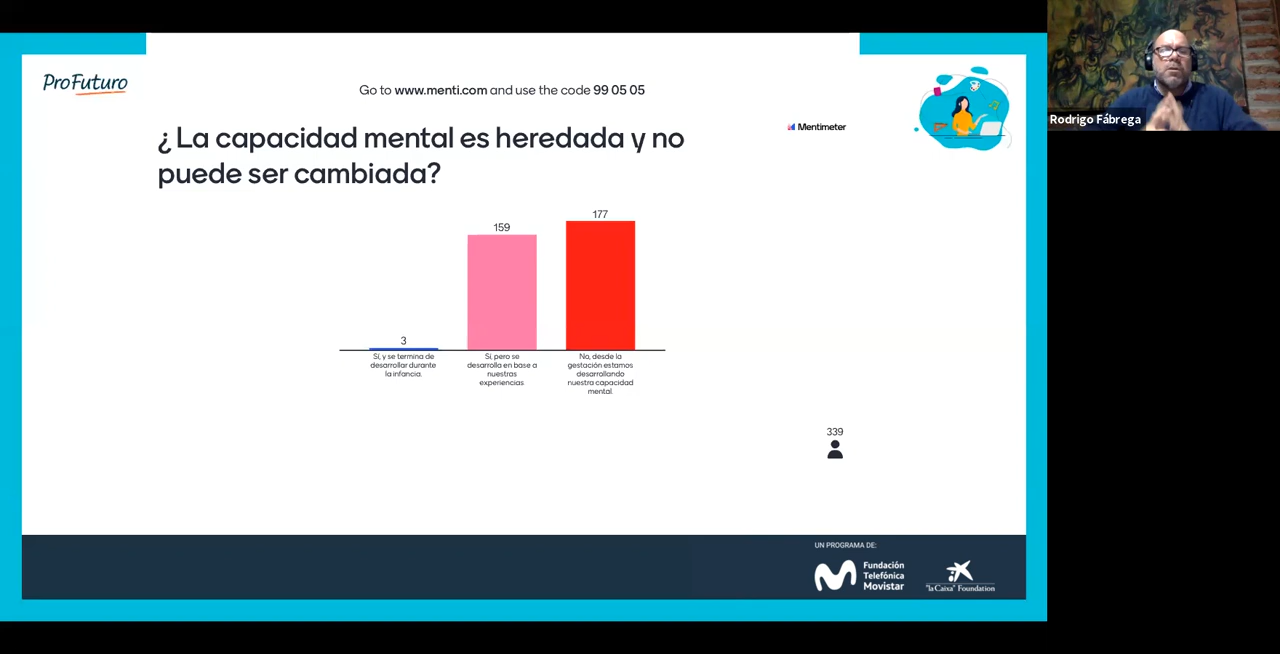 ProFuturo
Go to www.menti.com and use the code 99 05 05
Mentimeter
¿ La capacidad mental es heredada y no
puede ser cambiada?
3
Sí, y se termina de
desarrollar durante
la infancia.
159
Sí, pero se
desarrolla en base a
nuestras
experiencias
177
No, desde la
gestación estamos
desarrollando
nuestra capacidad
mental.
339
UN PROGRAMA DE:
Fundación
Telefónica
Movistar
"la Caixa" Foundation
Rodrigo Fábrega